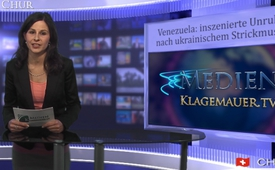 CHUR
Venezuela: inszenierte Unru
nach ukrainischem Strickmus
MEDIEN
KLAGEMAUER.TV
CH